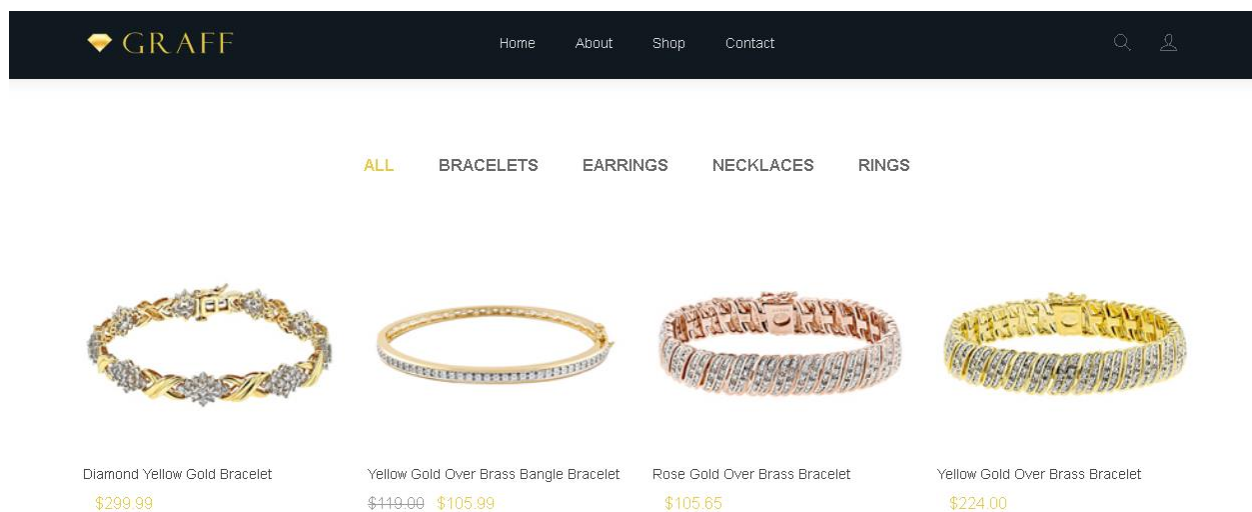 GRAFF
Home About Shop Contact
ALL BRACELETS EARRINGS NECKLACES RINGS
Diamond Yellow Gold Bracelet
$299.99
Yellow Gold Over Brass Bangle Bracelet
$119.00 $105.99
Rose Gold Over Brass Bracelet
$105.65
Yellow Gold Over Brass Bracelet
$224.00